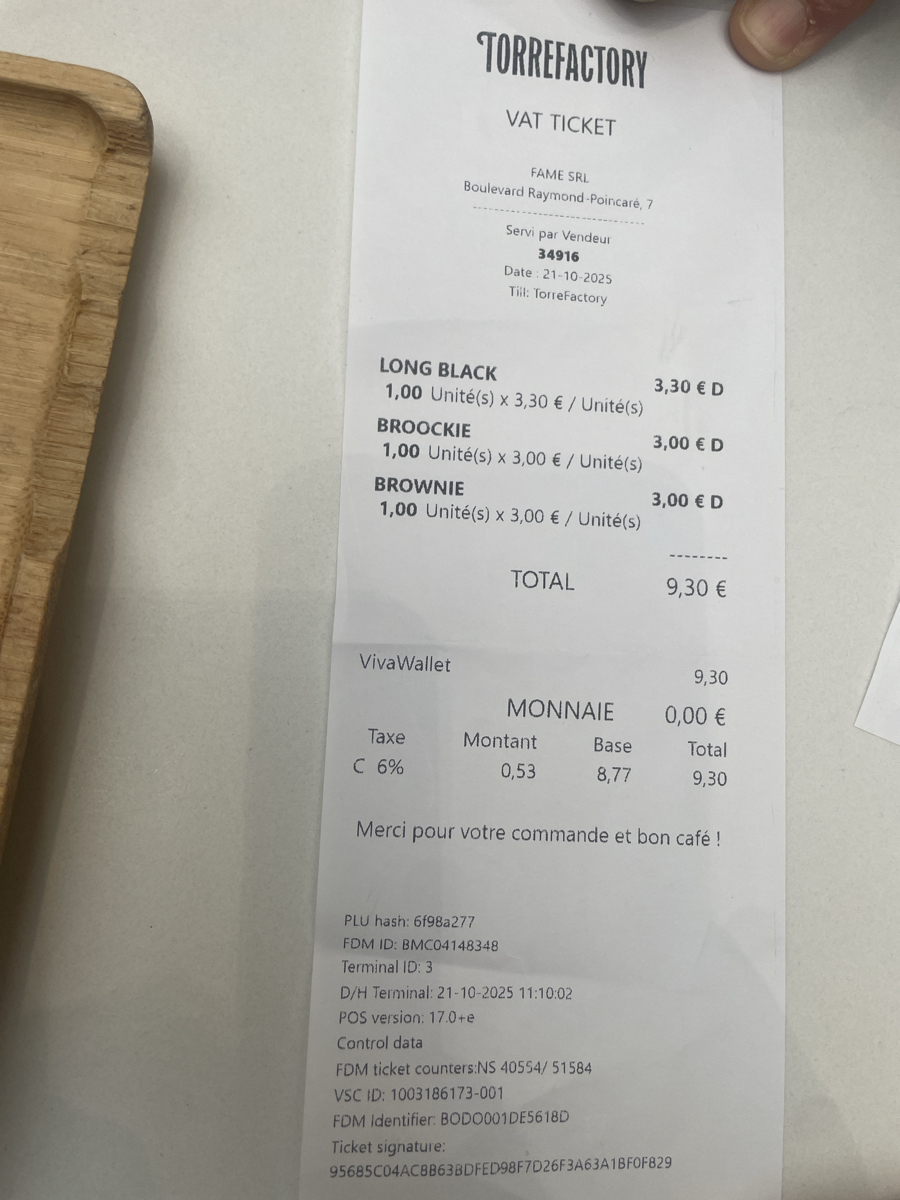 TORREFACTORY
VAT TICKET
FAME SRL
Boulevard Raymond-Poincaré, 7
--------------------------------
Servi par Vendeur
34916
Date : 21-10-2025
Till: TorreFactory
LONG BLACK 3,30 € D
1,00 Unité(s) x 3,30 € / Unité(s)
BROOCKIE 3,00 € D
1,00 Unité(s) x 3,00 € / Unité(s)
BROWNIE 3,00 € D
1,00 Unité(s) x 3,00 € / Unité(s)
--------
TOTAL 9,30 €
VivaWallet 9,30
MONNAIE 0,00 €
Taxe Montant Base Total
C 6% 0,53 8,77 9,30
Merci pour votre commande et bon café !
PLU hash: 6f98a277
FDM ID: BMC04148348
Terminal ID: 3
D/H Terminal: 21-10-2025 11:10:02
POS version: 17.0+e
Control data
FDM ticket counters:NS 40554/ 51584
VSC ID: 1003186173-001
FDM Identifier: BODO001DE5618D
Ticket signature:
95685C04AC8B63BDFED98F7D26F3A63A1BF0F829